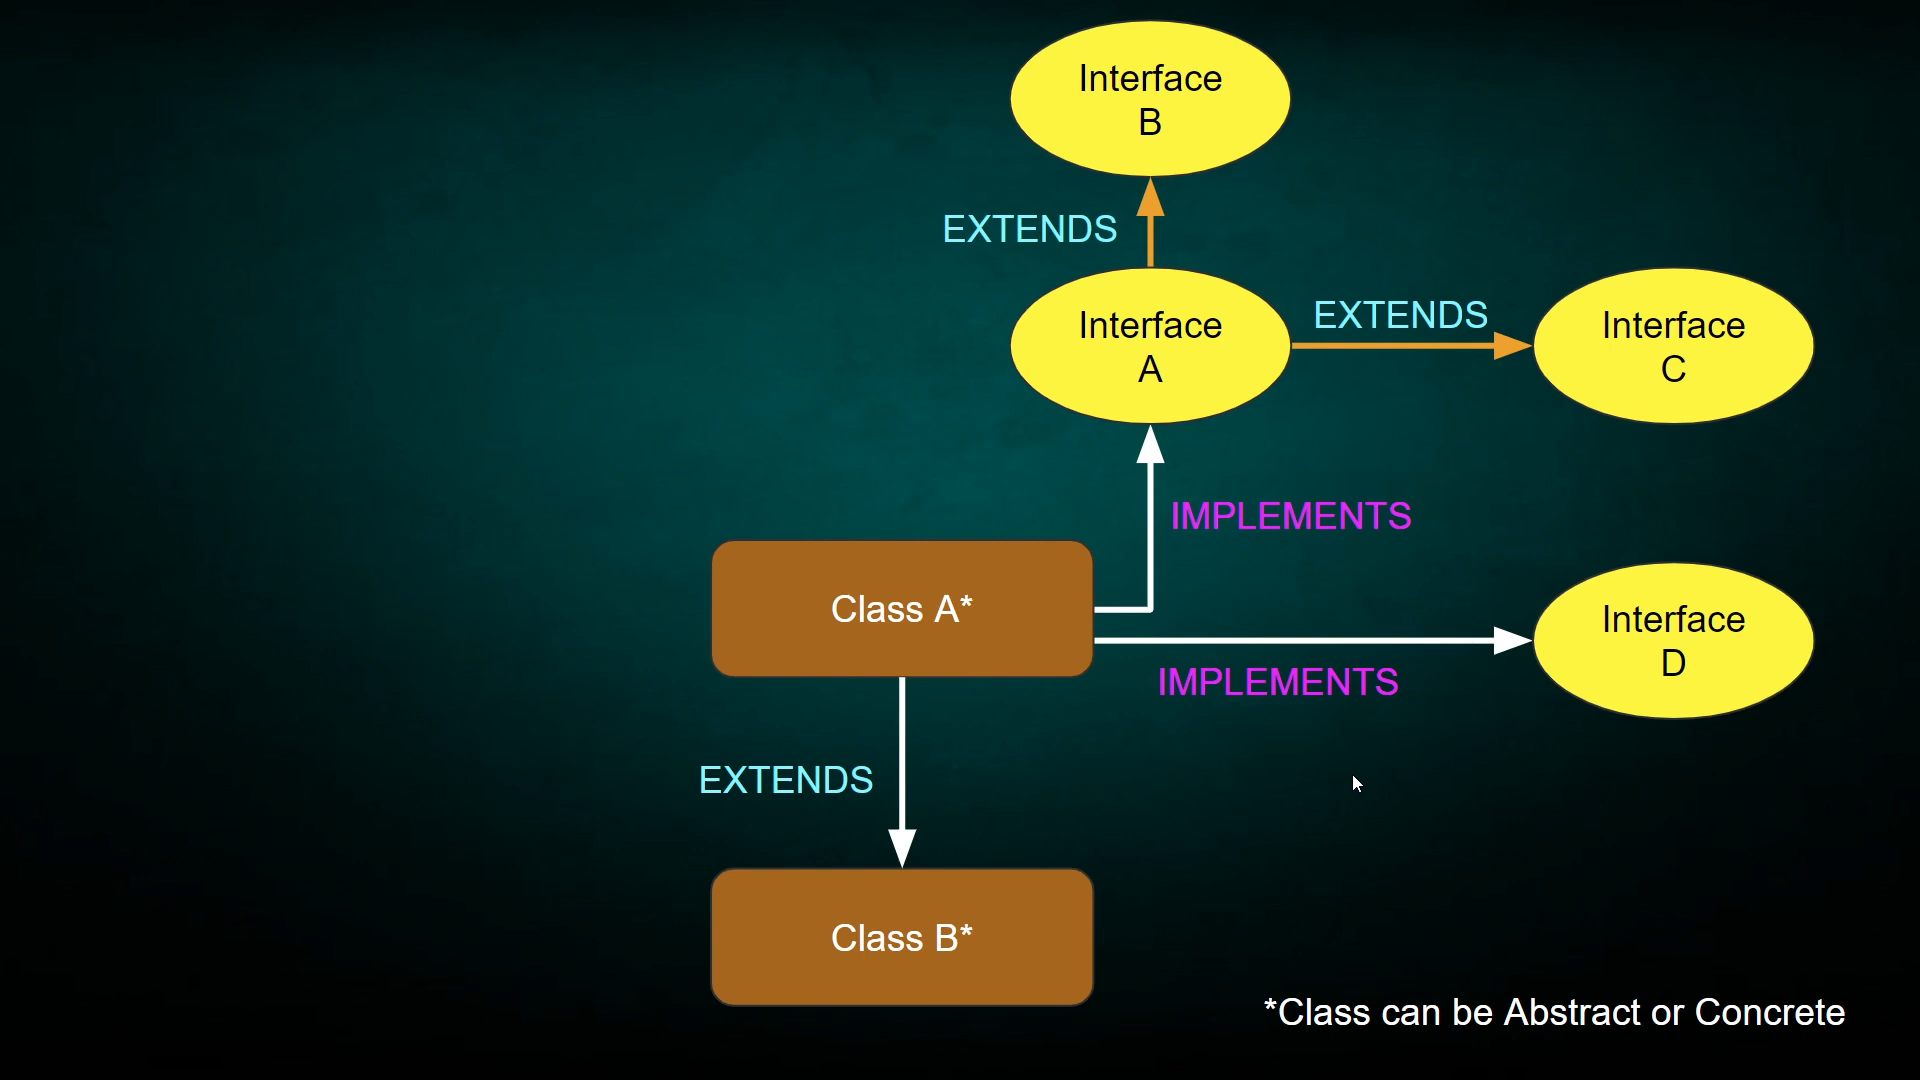 Interface
B
EXTENDS
Interface
A
EXTENDS
Interface
C
IMPLEMENTS
Class A*
Interface
D
IMPLEMENTS
EXTENDS
Class B*
*Class can be Abstract or Concrete